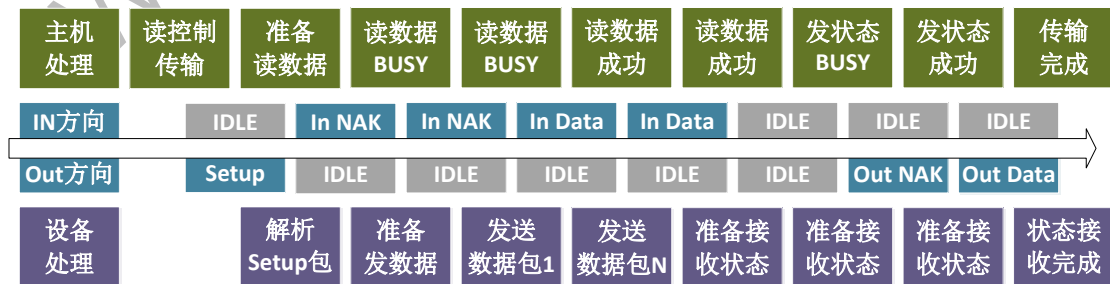 主机 读控制 准备 读数据 读数据 读数据 读数据 发状态 发状态 传输
处理 传输 读数据 BUSY BUSY 成功 成功 BUSY 成功 完成
IN方向 IDLE In NAK In NAK In Data In Data IDLE IDLE IDLE
Out方向 Setup IDLE IDLE IDLE IDLE IDLE Out NAK Out Data
设备 解析 准备 发送 发送 准备接 准备接 准备接 状态接
处理 Setup包 发数据 数据包1 数据包N 收状态 收状态 收状态 收完成